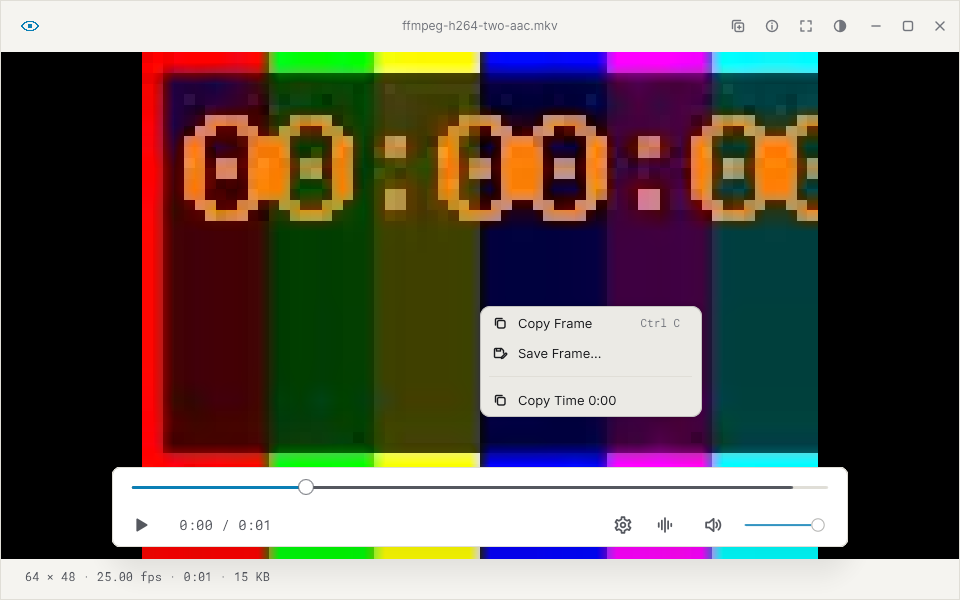 ffmpeg-h264-two-aac.mkv
00:00:0
Copy Frame Ctrl C
Save Frame...
Copy Time 0:00
0:00 / 0:01
64 × 48 · 25.00 fps · 0:01 · 15 KB